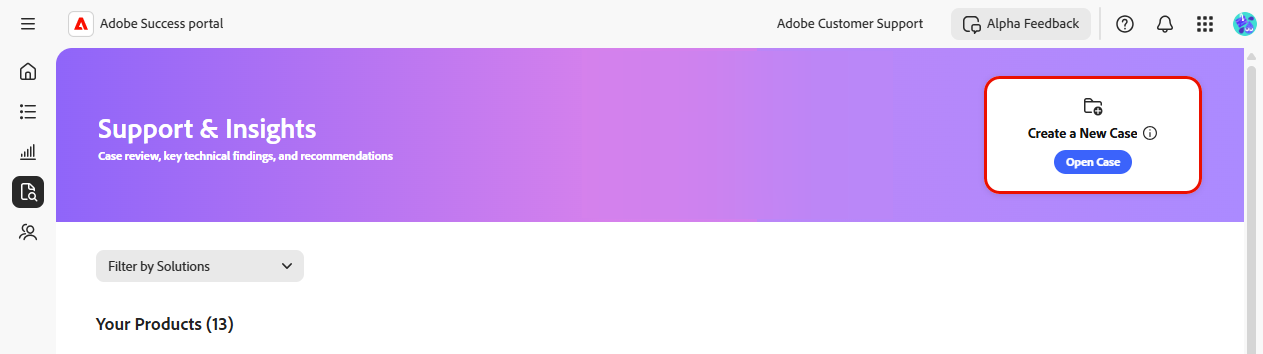 Adobe Success portal
Adobe Customer Support
Alpha Feedback
Support & Insights
Case review, key technical findings, and recommendations
Create a New Case
Open Case
Filter by Solutions
Your Products (13)